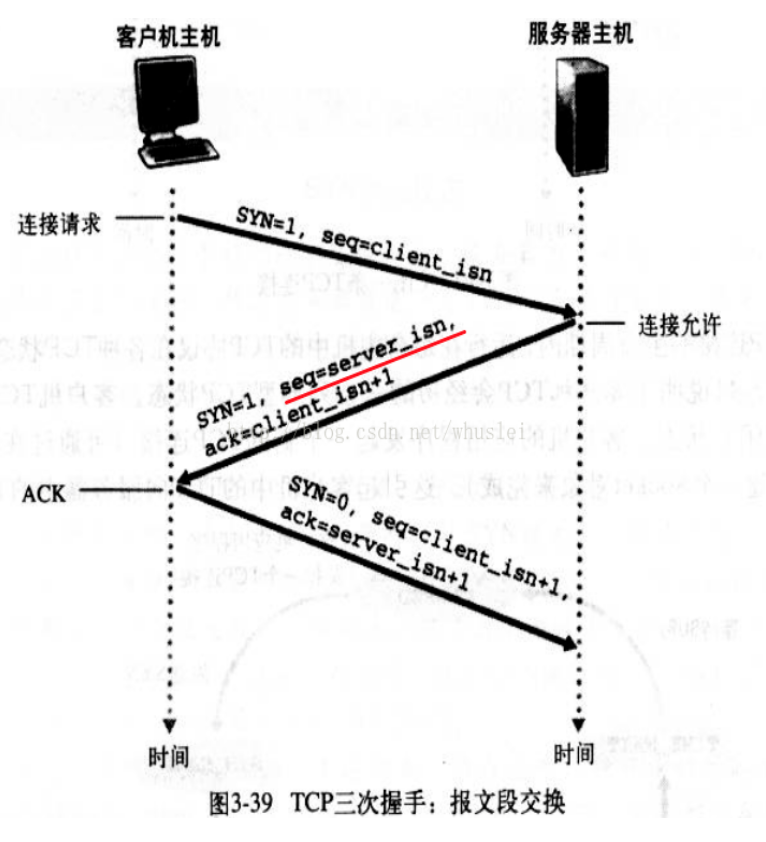 客户机主机
服务器主机
连接请求
SYN=1, seq=client_isn
连接允许
SYN=1, seq=server_isn,
ack=client_isn+1
http://blog.csdn.net/whuslei
ACK
SYN=0, seq=client_isn+1,
ack=server_isn+1
时间
时间
图3-39 TCP三次握手：报文段交换